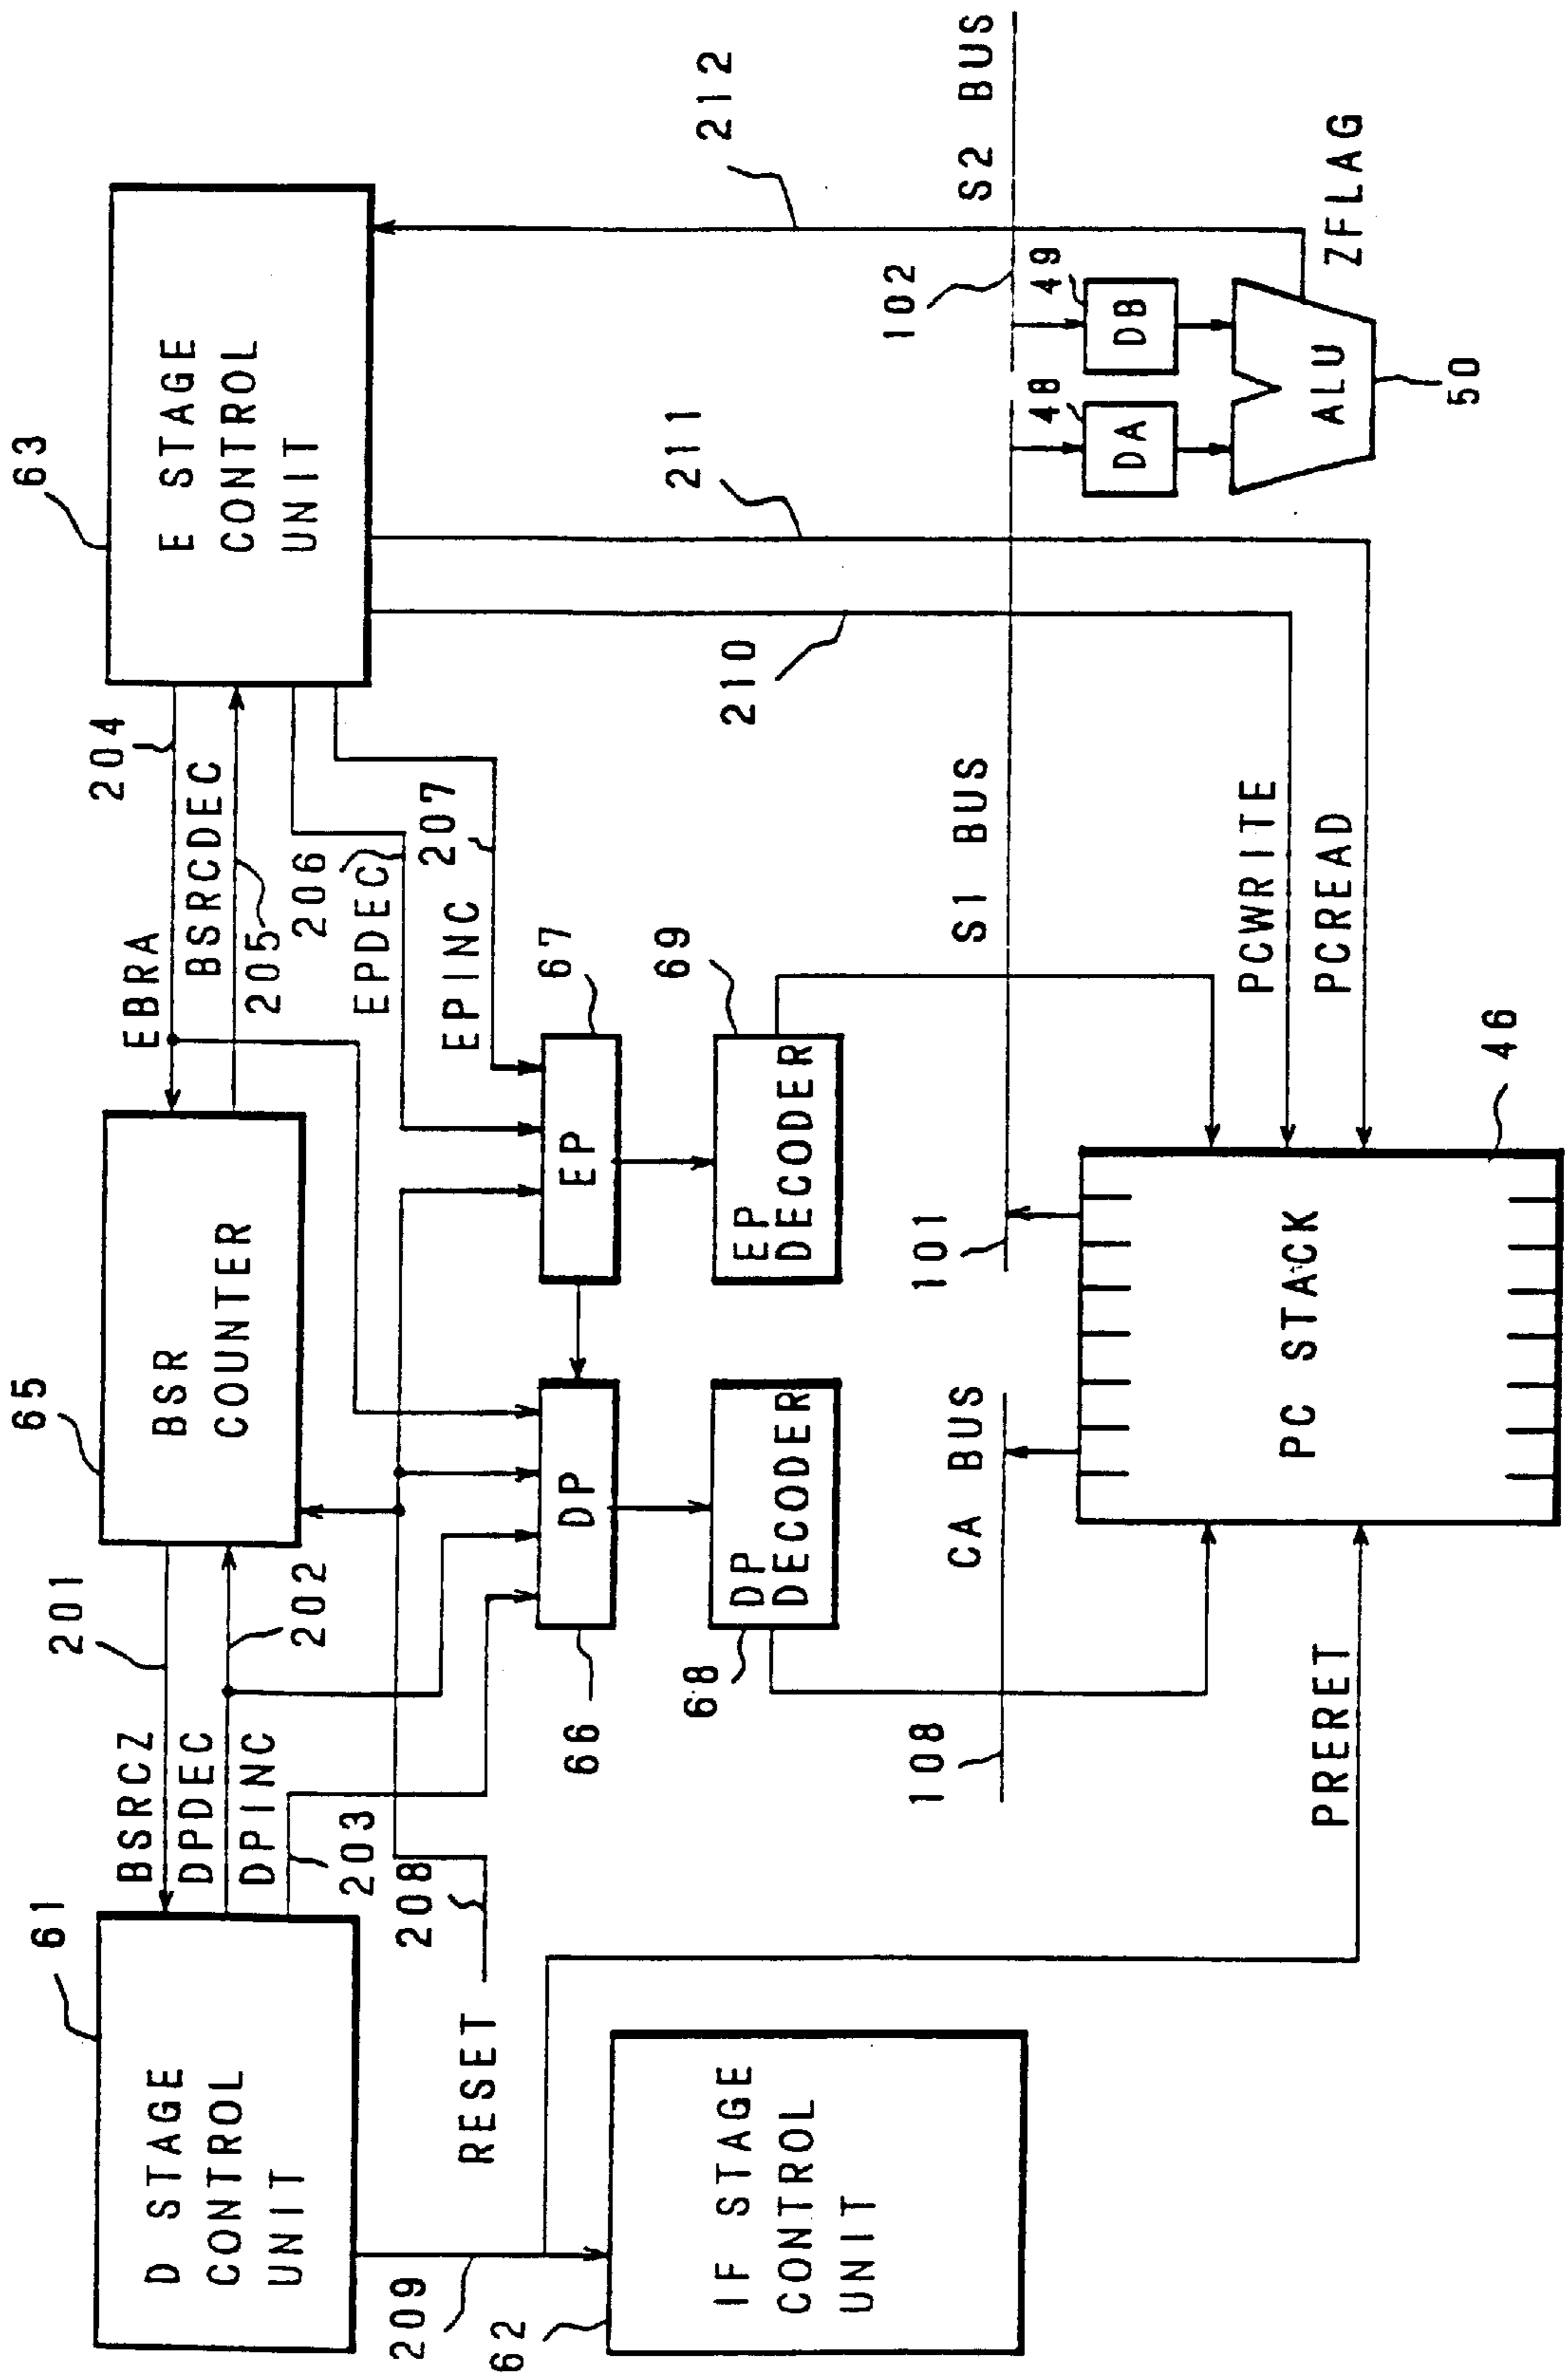 61
D STAGE
CONTROL
UNIT
BSRCZ
201
DPDEC
202
DPINC
203
65
BSR
COUNTER
EBRA
204
BSRCDEC
205
63
E STAGE
CONTROL
UNIT
206
EPDEC
207
EPINC
208
RESET
66
DP
67
EP
209
62
IF STAGE
CONTROL
UNIT
68
DP
DECODER
69
EP
DECODER
210
211
212
108
CA BUS
101
S1 BUS
102
S2 BUS
48
DA
49
DB
ALU
50
ZFLAG
PRERET
PC STACK
46
PCWRITE
PCREAD